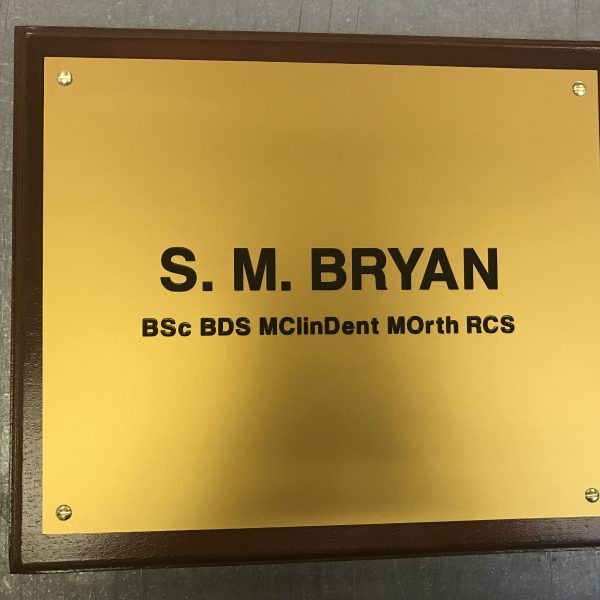 S. M. BRYAN
BSc BDS MClinDent MOrth RCS